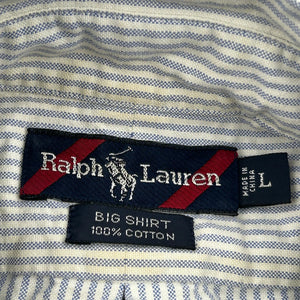 Ralph Lauren
BIG SHIRT
100% COTTON
MADE IN
CHINA
L